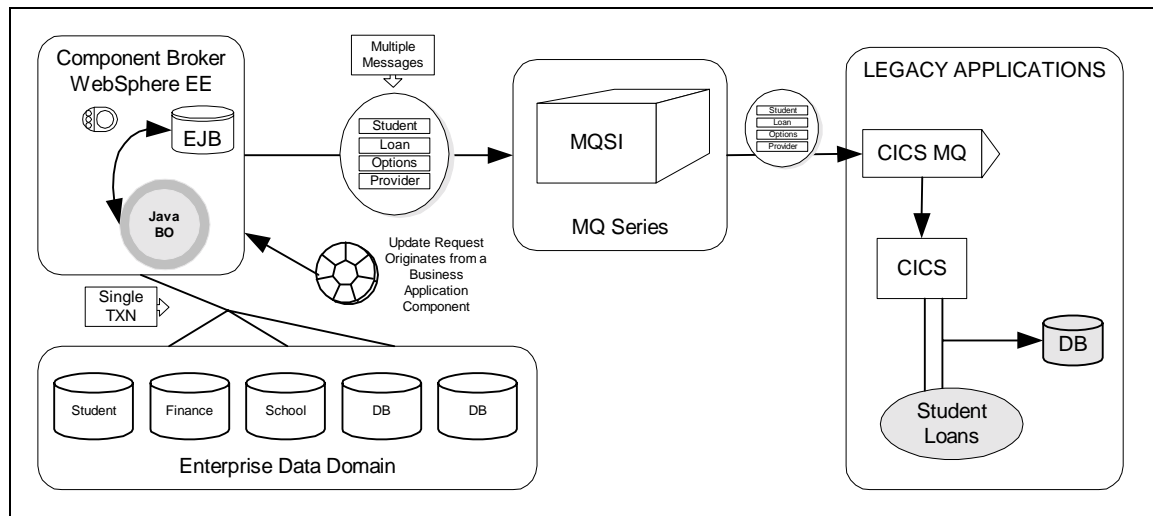 Component Broker
WebSphere EE
EJB
Java
BO
Multiple
Messages
Student
Loan
Options
Provider
MQSI
MQ Series
Student
Loan
Options
Provider
LEGACY APPLICATIONS
CICS MQ
CICS
DB
Student
Loans
Update Request
Originates from a
Business
Application
Component
Single
TXN
Student
Finance
School
DB
DB
Enterprise Data Domain